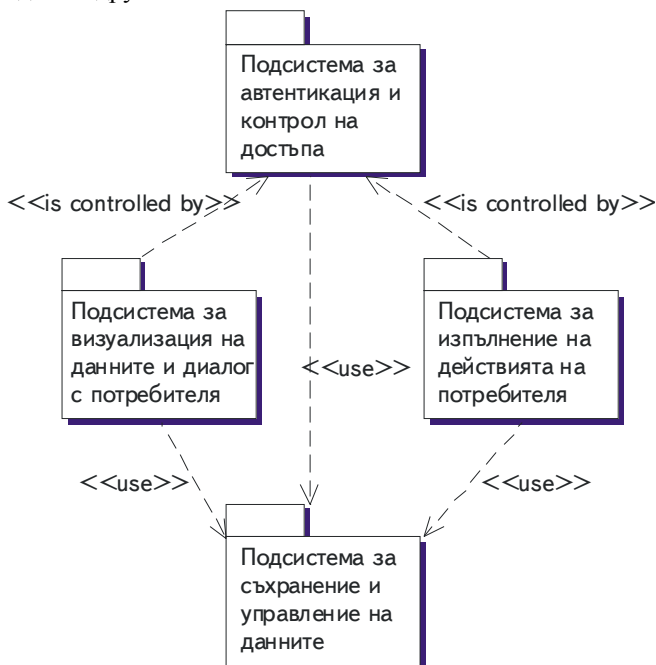 Подсистема за
автентикация и
контрол на
достъпа
<<is controlled by>>
<<is controlled by>>
Подсистема за
визуализация на
данните и диалог
с потребителя
<<use>>
Подсистема за
изпълнение на
действията на
потребителя
<<use>>
<<use>>
Подсистема за
съхранение и
управление на
данните